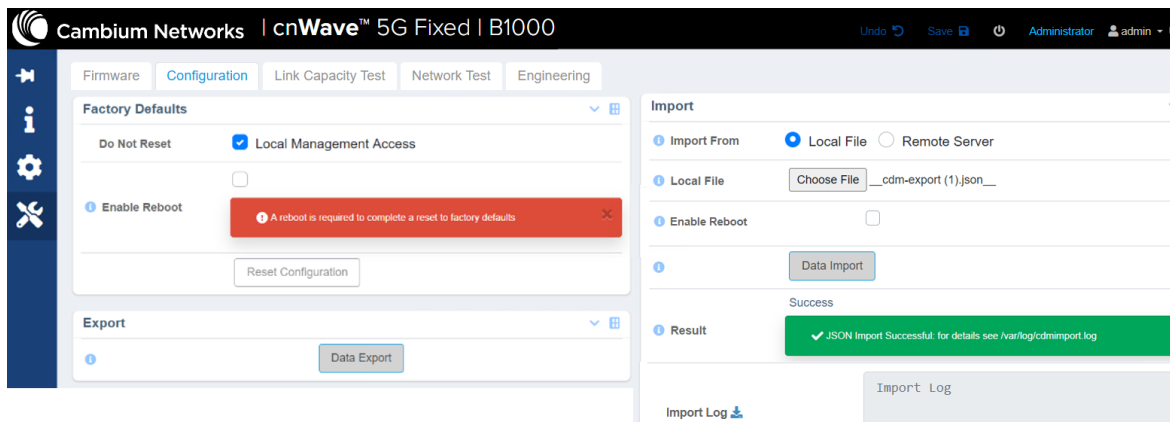 Cambium Networks | cnWave™ 5G Fixed | B1000
Undo Save Administrator admin
Firmware Configuration Link Capacity Test Network Test Engineering
Factory Defaults
Do Not Reset Local Management Access
Enable Reboot
A reboot is required to complete a reset to factory defaults
Reset Configuration
Export
Data Export
Import
Import From Local File Remote Server
Local File Choose File __cdm-export (1).json__
Enable Reboot
Data Import
Success
Result
JSON Import Successful: for details see /var/log/cdmimport.log
Import Log
Import Log